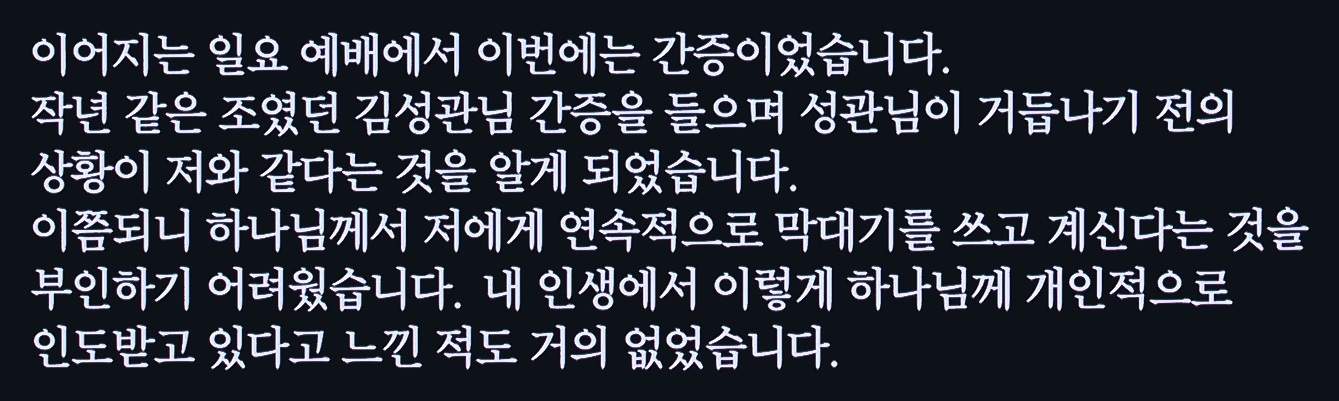 이어지는 일요 예배에서 이번에는 간증이었습니다.
작년 같은 조였던 김성관님 간증을 들으며 성관님이 거듭나기 전의
상황이 저와 같다는 것을 알게 되었습니다.
이쯤되니 하나님께서 저에게 연속적으로 막대기를 쓰고 계신다는 것을
부인하기 어려웠습니다. 내 인생에서 이렇게 하나님께 개인적으로
인도받고 있다고 느낀 적도 거의 없었습니다.